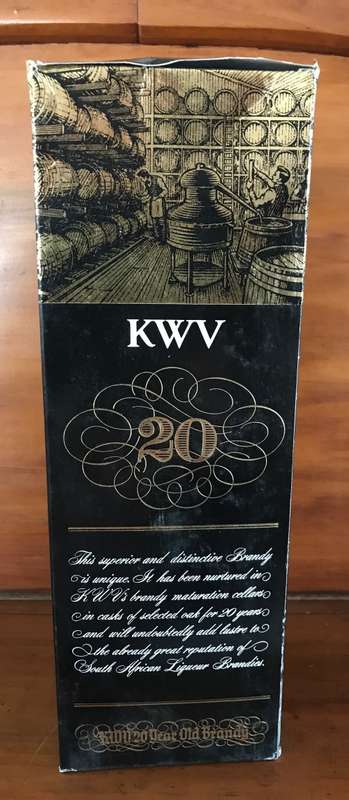 KWV
20
This superior and distinctive Brandy
is unique. It has been nurtured in
K.W.V.'s brandy maturation cellars
in casks of selected oak for 20 years
and will undoubtedly add lustre to
the already great reputation of
South African Liqueur Brandies.
KWV 20 Year Old Brandy